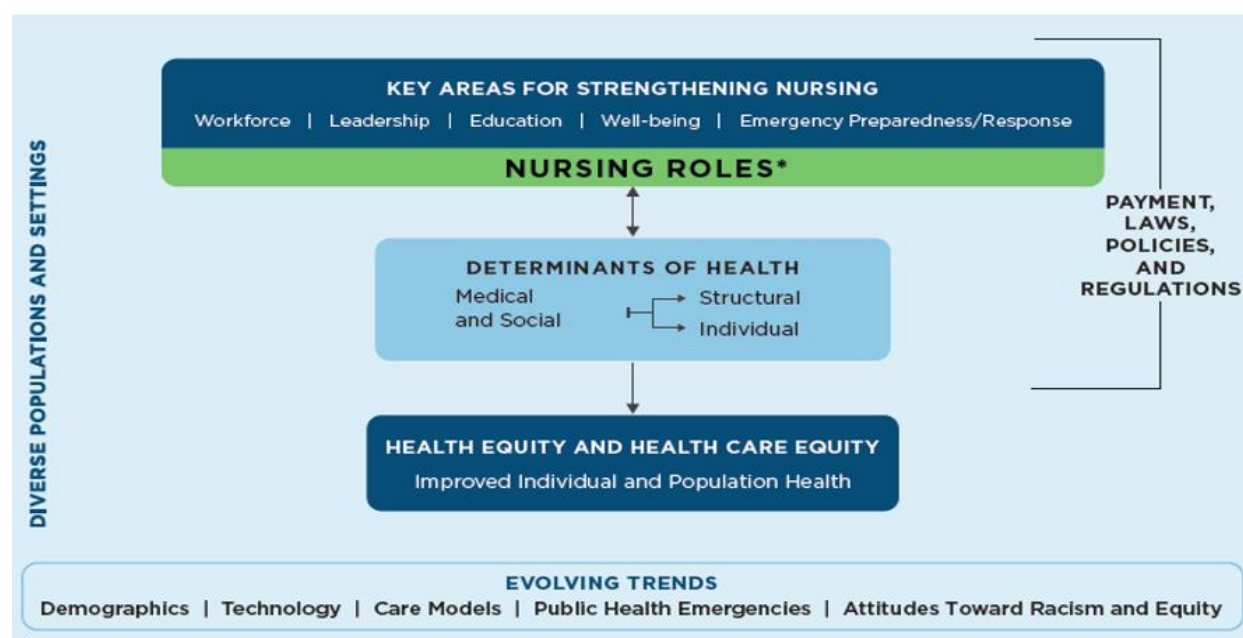 KEY AREAS FOR STRENGTHENING NURSING
Workforce | Leadership | Education | Well-being | Emergency Preparedness/Response
NURSING ROLES*
DETERMINANTS OF HEALTH
Medical
and Social
Structural
Individual
HEALTH EQUITY AND HEALTH CARE EQUITY
Improved Individual and Population Health
PAYMENT,
LAWS,
POLICIES,
AND
REGULATIONS
DIVERSE POPULATIONS AND SETTINGS
EVOLVING TRENDS
Demographics | Technology | Care Models | Public Health Emergencies | Attitudes Toward Racism and Equity